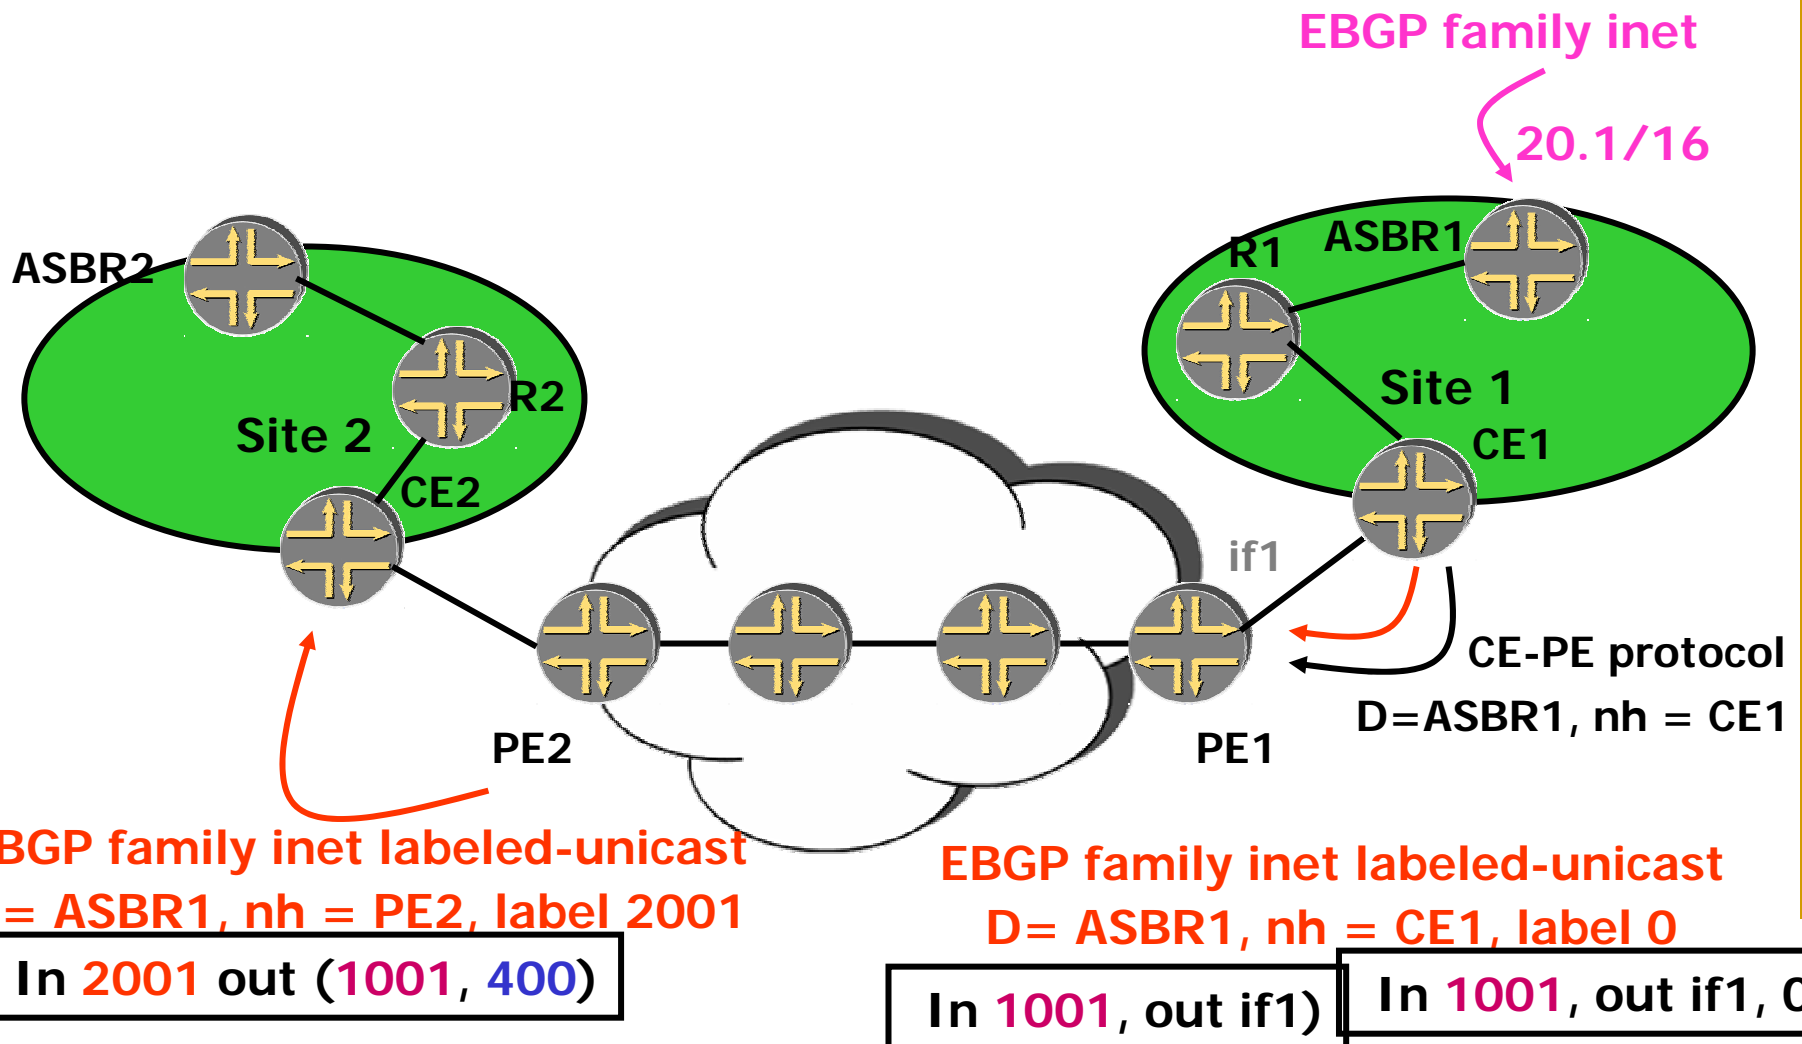 EBGP family inet
20.1/16
ASBR2
R1
ASBR1
R2
Site 1
Site 2
CE1
CE2
if1
CE-PE protocol
D=ASBR1, nh = CE1
PE2
PE1
BGP family inet labeled-unicast
= ASBR1, nh = PE2, label 2001
EBGP family inet labeled-unicast
D= ASBR1, nh = CE1, label 0
In 2001 out (1001, 400)
In 1001, out if1)
In 1001, out if1, 0